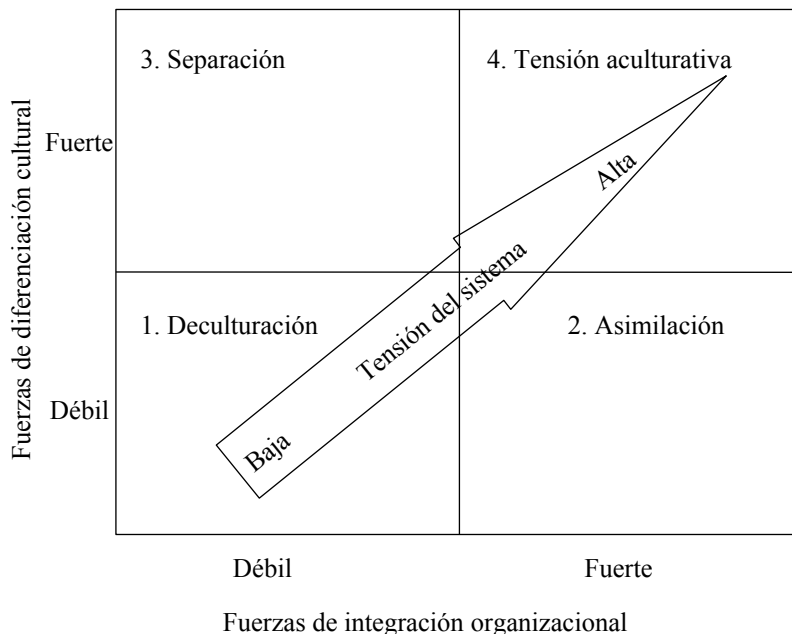 3. Separación
4. Tensión aculturativa
Fuerte
Alta
Fuerzas de diferenciación cultural
Tensión del sistema
1. Deculturación
2. Asimilación
Débil
Baja
Débil
Fuerte
Fuerzas de integración organizacional